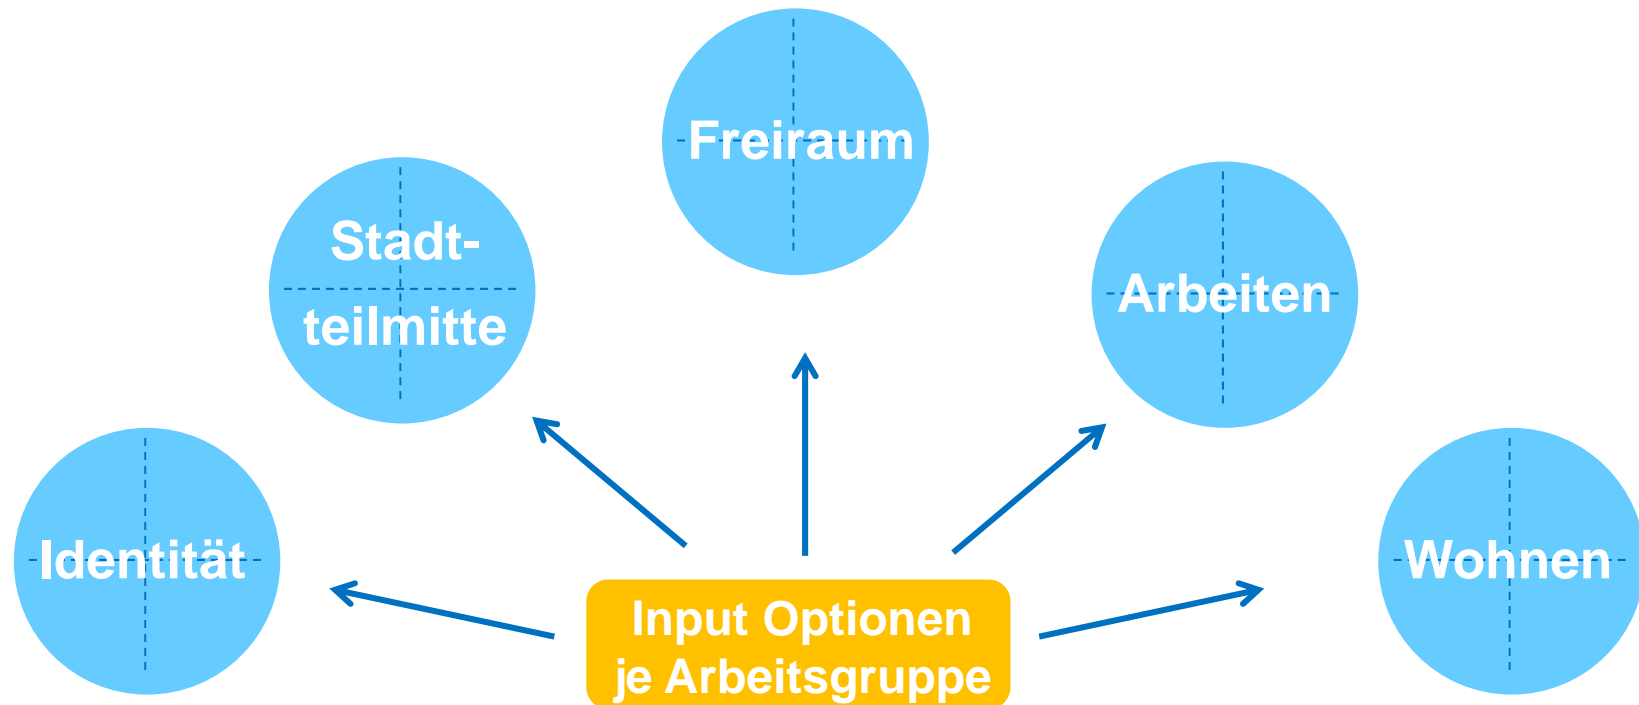 Freiraum
Stadt-
teilmitte
Arbeiten
Identität
Wohnen
Input Optionen
je Arbeitsgruppe